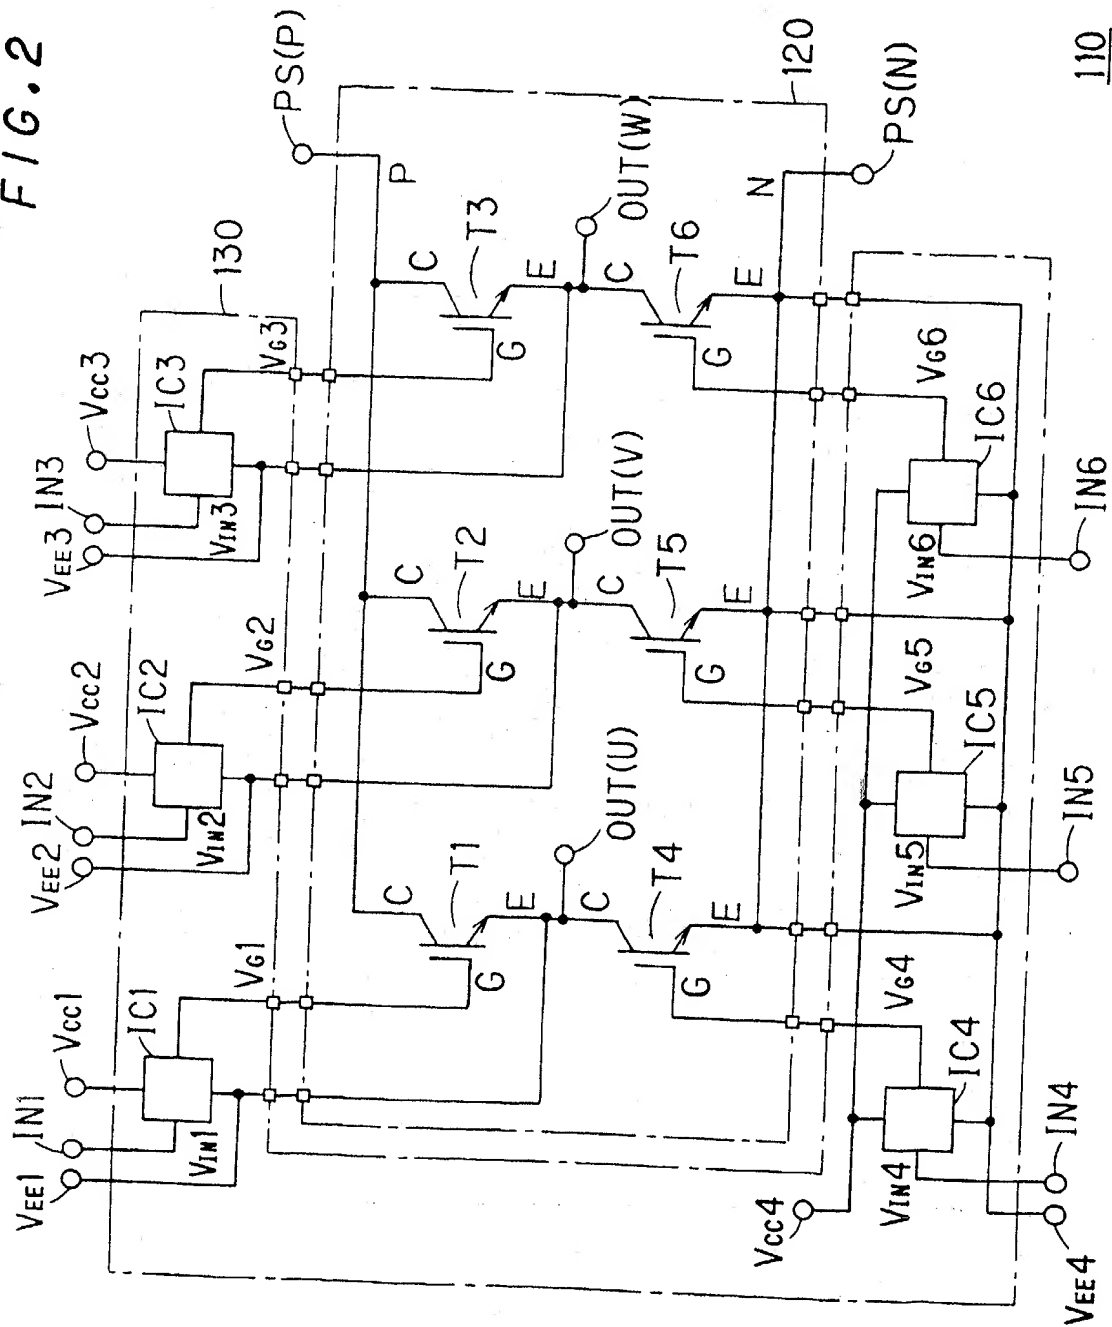 FIG. 2
PS(P)
130
120
VCC3
IN3
VEE3
IC3
VIN3
VG3
P
C
T3
G
E
OUT(W)
C
T6
G
E
N
PS(N)
110
VCC2
IN2
VEE2
IC2
VIN2
VG2
C
T2
G
E
OUT(V)
C
T5
G
E
VG6
IC6
VIN6
IN6
VCC1
IN1
VEE1
IC1
VIN1
VG1
C
T1
G
E
OUT(U)
C
T4
G
E
VG5
IC5
VIN5
IN5
VG4
IC4
VIN4
IN4
VCC4
VEE4